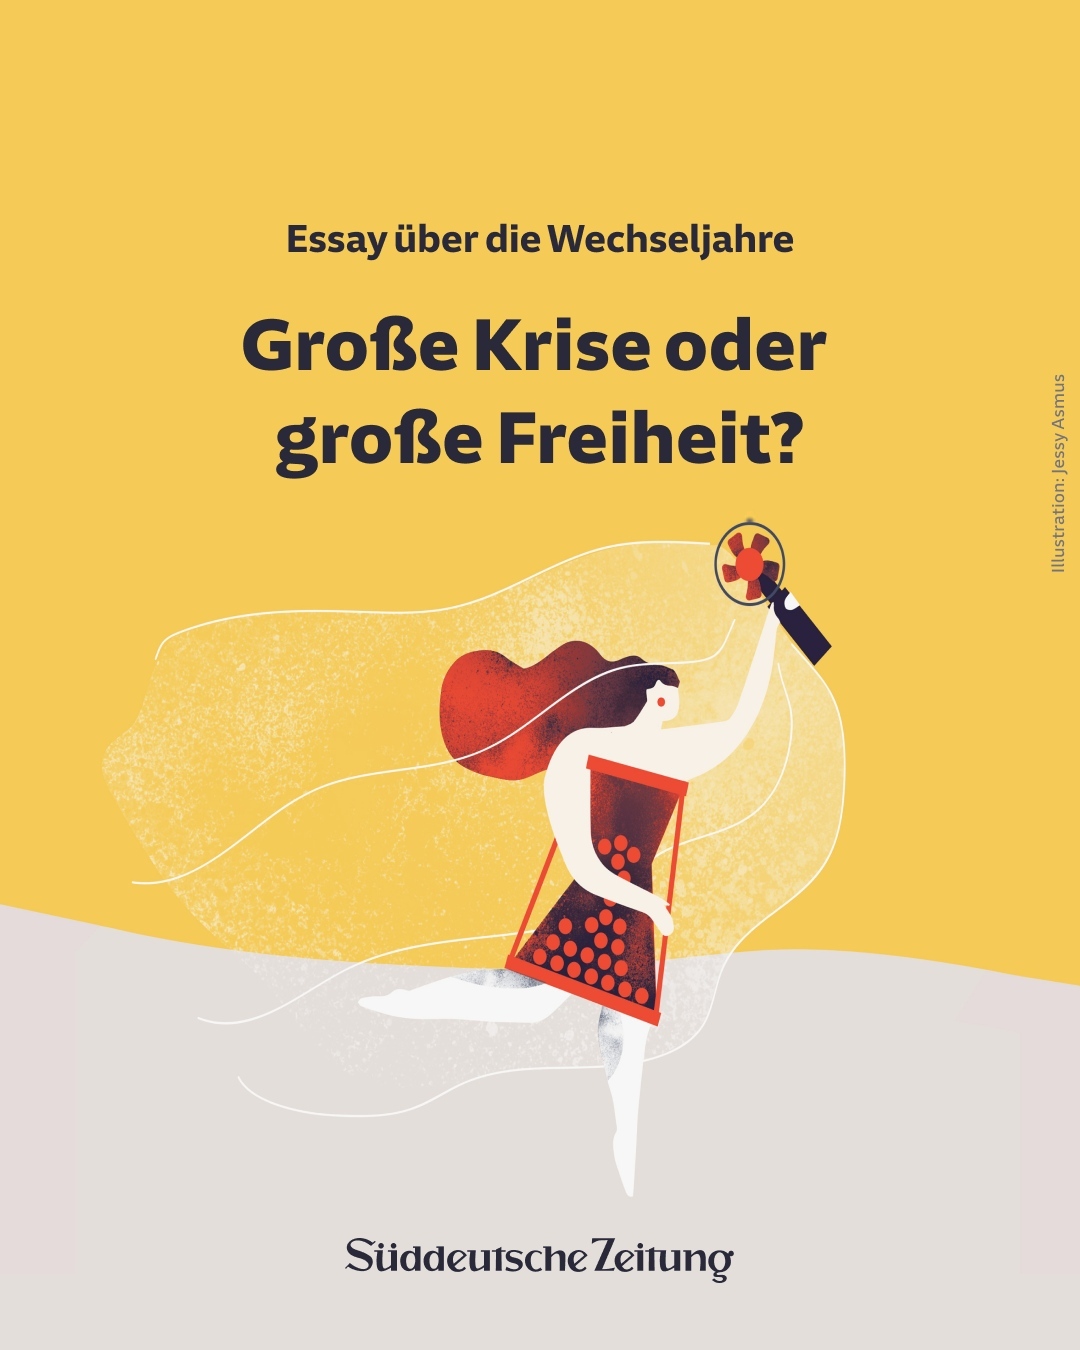 Essay über die Wechseljahre
Große Krise oder
große Freiheit?
Illustration: Jessy Asmus
Süddeutsche Zeitung